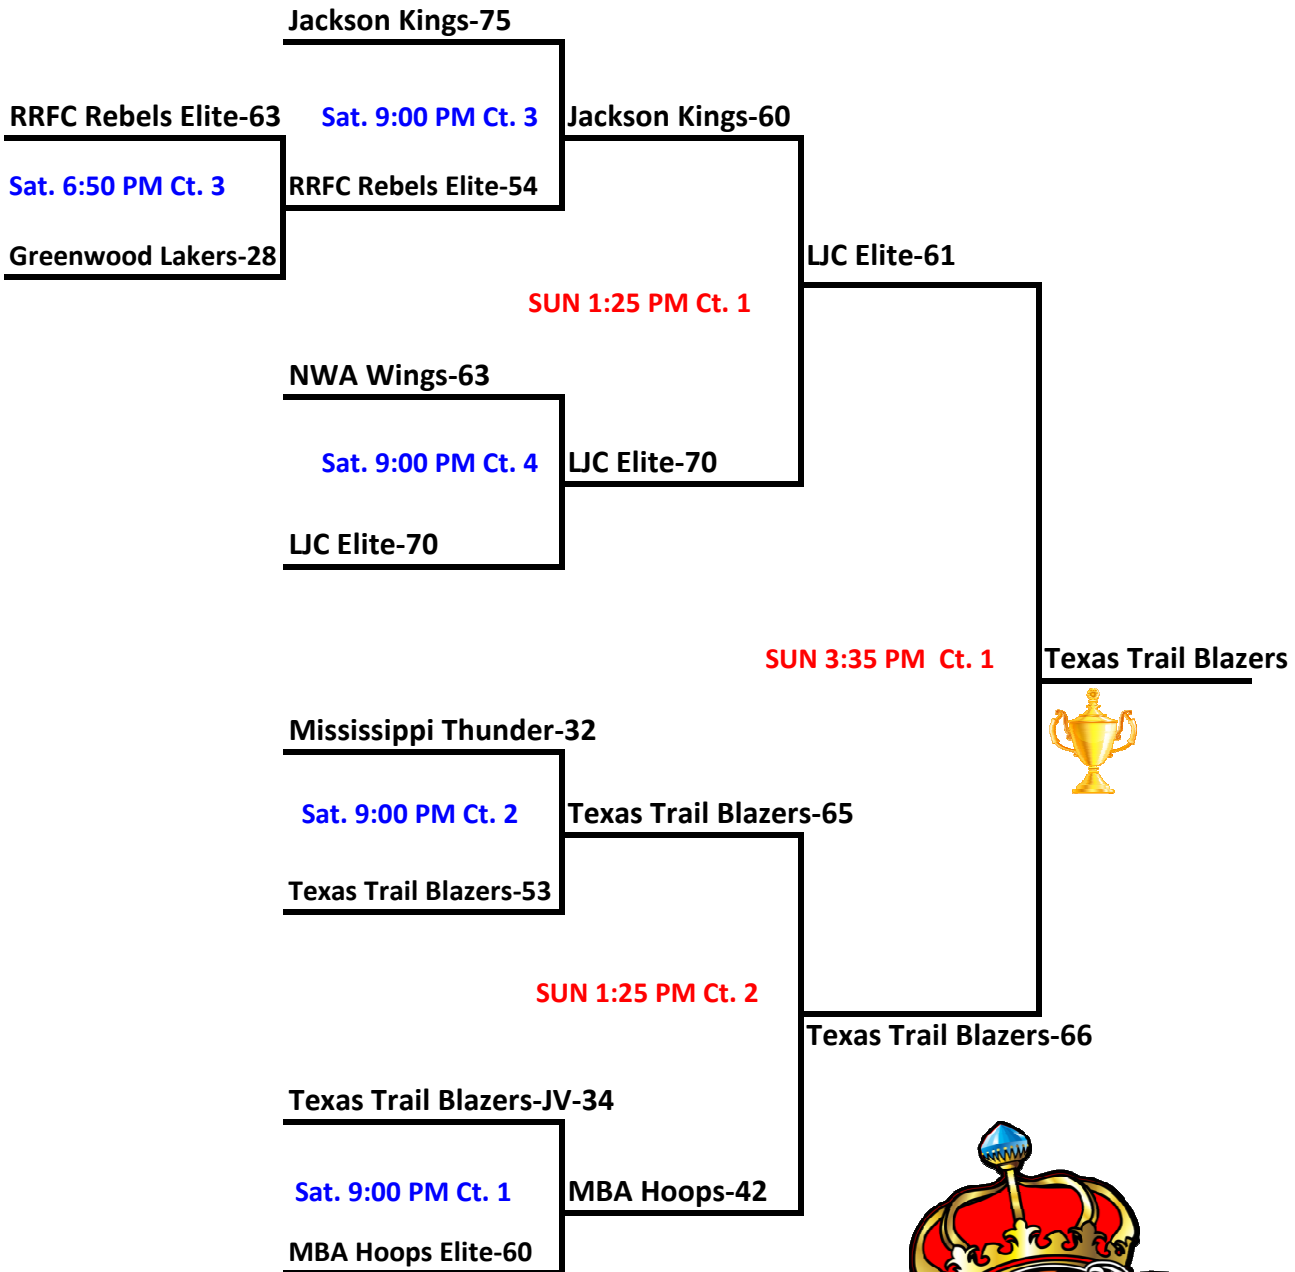 Jackson Kings-75
RRFC Rebels Elite-63
Sat. 9:00 PM Ct. 3
Jackson Kings-60
Sat. 6:50 PM Ct. 3
RRFC Rebels Elite-54
Greenwood Lakers-28
LJC Elite-61
SUN 1:25 PM Ct. 1
NWA Wings-63
Sat. 9:00 PM Ct. 4
LJC Elite-70
LJC Elite-70
SUN 3:35 PM  Ct. 1
Texas Trail Blazers
Mississippi Thunder-32
Sat. 9:00 PM Ct. 2
Texas Trail Blazers-65
Texas Trail Blazers-53
SUN 1:25 PM Ct. 2
Texas Trail Blazers-66
Texas Trail Blazers-JV-34
Sat. 9:00 PM Ct. 1
MBA Hoops-42
MBA Hoops Elite-60